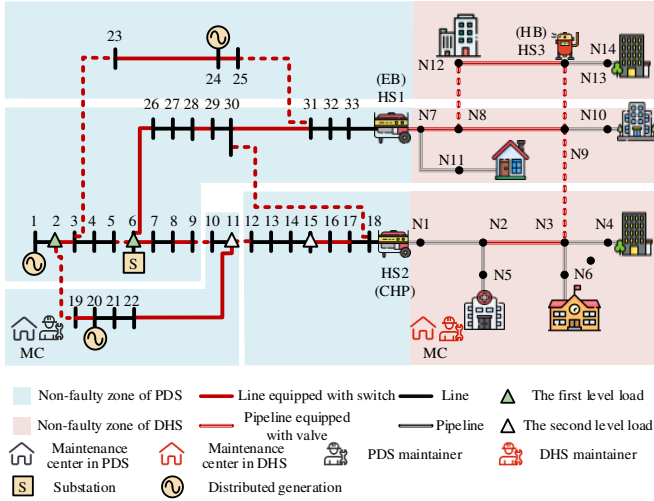 23
24 25
(HB)
HS3
N14
N12
N13
(EB)
HS1
26 27 28 29 30
31 32 33
N7
N8
N10
N9
N11
1 2 3 4 5 6 7 8 9 10 11 12 13 14 15 16 17 18
S
N1
N2
N3
N4
HS2
(CHP)
N5
N6
19 20 21 22
MC
MC
Non-faulty zone of PDS
Line equipped with switch
Line
The first level load
Non-faulty zone of DHS
Pipeline equipped
with valve
Pipeline
The second level load
Maintenance
center in PDS
Maintenance
center in DHS
PDS maintainer
DHS maintainer
S
Substation
Distributed generation